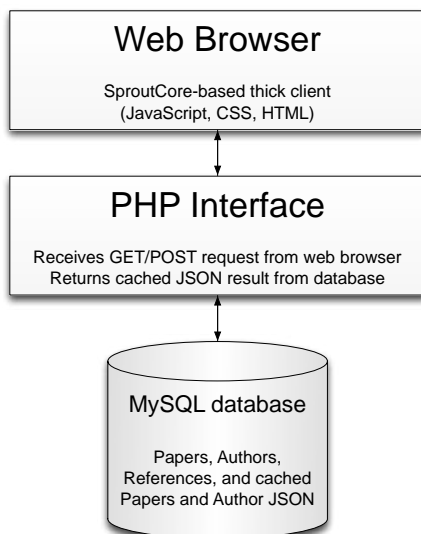 Web Browser
SproutCore-based thick client
(JavaScript, CSS, HTML)
PHP Interface
Receives GET/POST request from web browser
Returns cached JSON result from database
MySQL database
Papers, Authors,
References, and cached
Papers and Author JSON